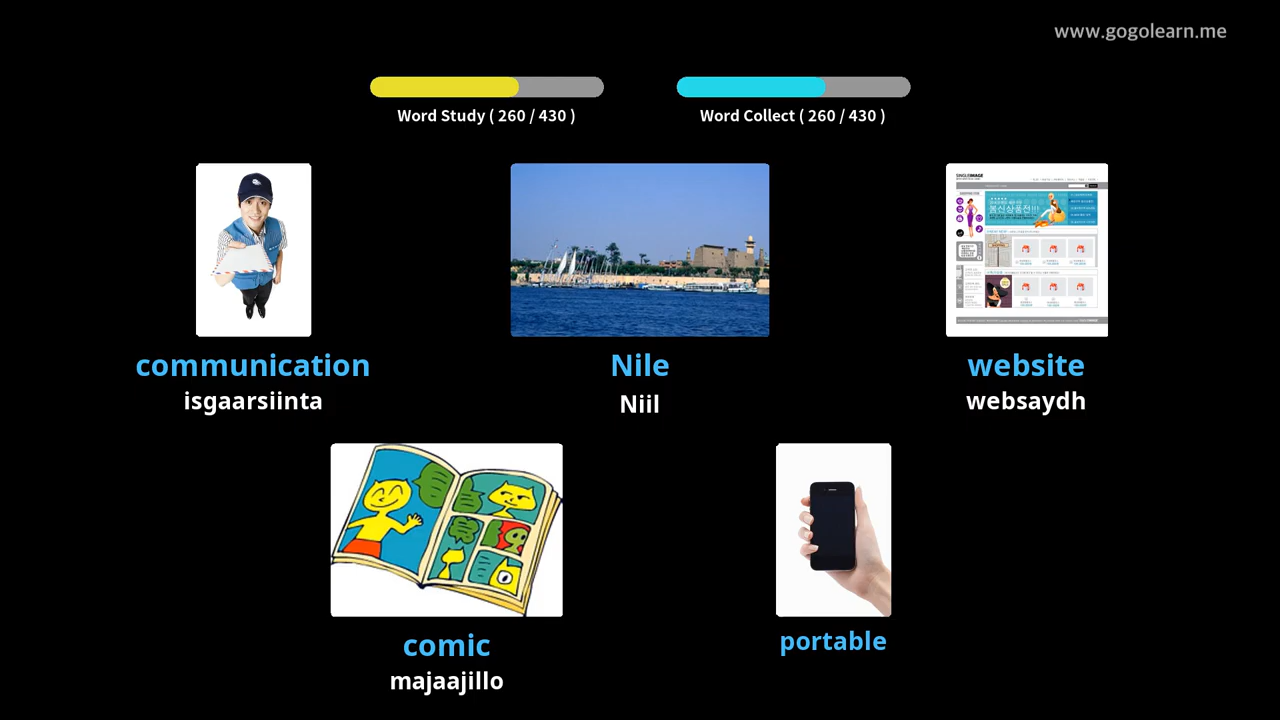 www.gogolearn.me
Word Study ( 260 / 430 )
Word Collect ( 260 / 430 )
communication
isgaarsiinta
Nile
Niil
website
websaydh
comic
majaajillo
portable